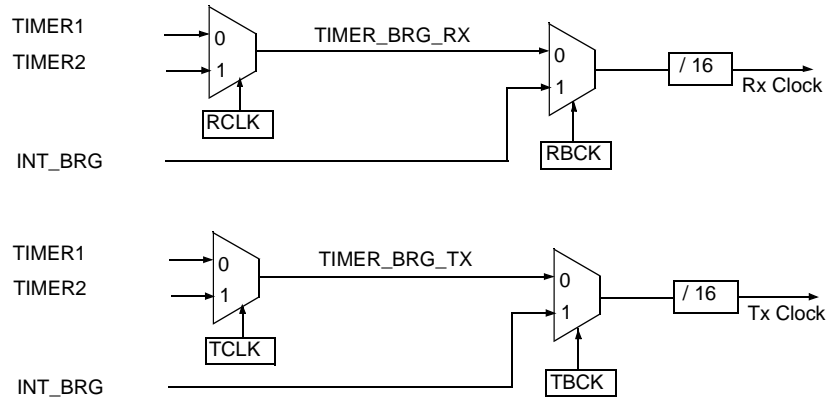 TIMER1
0
TIMER_BRG_RX
TIMER2
1
0
/ 16
1
Rx Clock
RCLK
INT_BRG
RBCK
TIMER1
0
TIMER_BRG_TX
TIMER2
1
0
/ 16
1
Tx Clock
TCLK
INT_BRG
TBCK